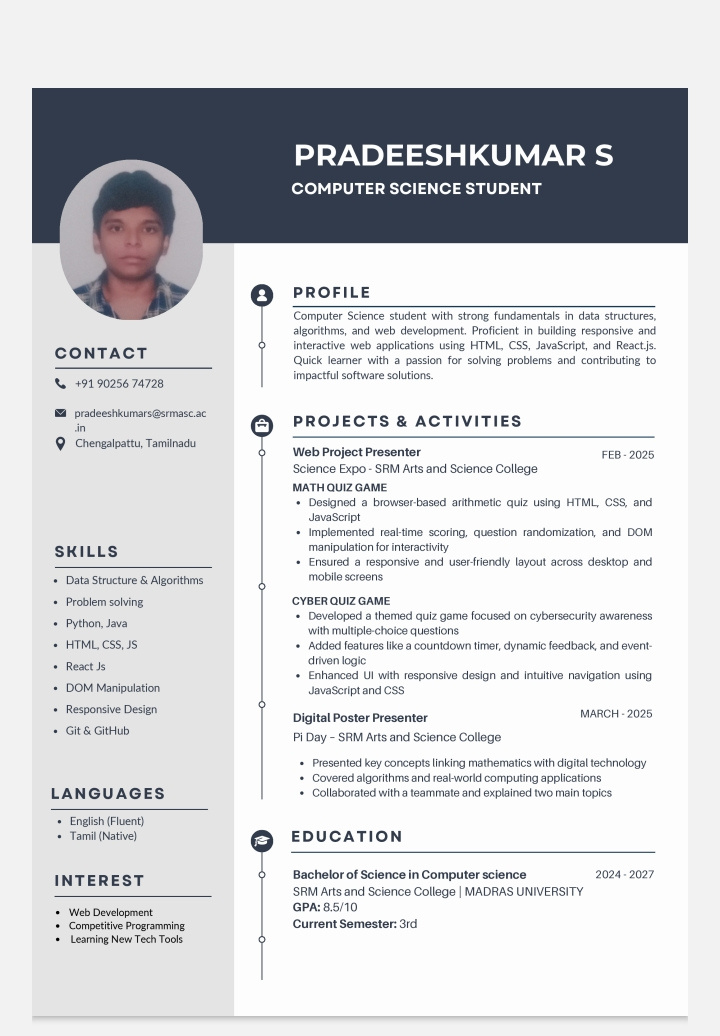 PRADEESHKUMAR S
COMPUTER SCIENCE STUDENT
CONTACT
+91 90256 74728
pradeeshkumars@srmasc.ac
.in
Chengalpattu, Tamilnadu
SKILLS
• Data Structure & Algorithms
• Problem solving
• Python, Java
• HTML, CSS, JS
• React Js
• DOM Manipulation
• Responsive Design
• Git & GitHub
LANGUAGES
• English (Fluent)
• Tamil (Native)
INTEREST
• Web Development
• Competitive Programming
• Learning New Tech Tools
PROFILE
Computer Science student with strong fundamentals in data structures,
algorithms, and web development. Proficient in building responsive and
interactive web applications using HTML, CSS, JavaScript, and React.js.
Quick learner with a passion for solving problems and contributing to
impactful software solutions.
PROJECTS & ACTIVITIES
Web Project Presenter FEB - 2025
Science Expo - SRM Arts and Science College
MATH QUIZ GAME
• Designed a browser-based arithmetic quiz using HTML, CSS, and
JavaScript
• Implemented real-time scoring, question randomization, and DOM
manipulation for interactivity
• Ensured a responsive and user-friendly layout across desktop and
mobile screens
CYBER QUIZ GAME
• Developed a themed quiz game focused on cybersecurity awareness
with multiple-choice questions
• Added features like a countdown timer, dynamic feedback, and event-
driven logic
• Enhanced UI with responsive design and intuitive navigation using
JavaScript and CSS
Digital Poster Presenter MARCH - 2025
Pi Day – SRM Arts and Science College
• Presented key concepts linking mathematics with digital technology
• Covered algorithms and real-world computing applications
• Collaborated with a teammate and explained two main topics
EDUCATION
Bachelor of Science in Computer science 2024 - 2027
SRM Arts and Science College | MADRAS UNIVERSITY
GPA: 8.5/10
Current Semester: 3rd